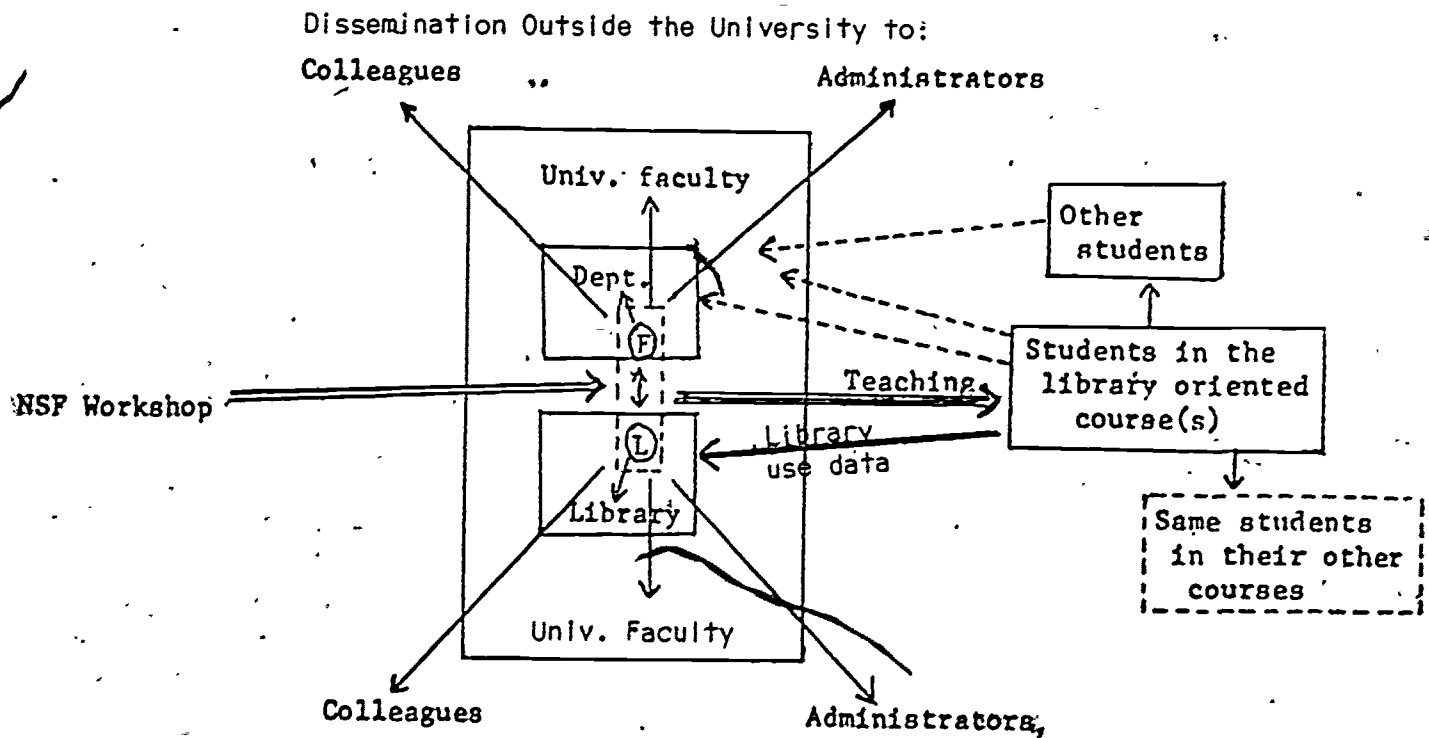 Dissemination Outside the University to:
Colleagues
Administrators
Univ. faculty
Other
students
Dept.
F
Students in the
library oriented
course(s)
NSF Workshop
Teaching
L
Library
use data
Library
Same students
in their other
courses
Univ. Faculty
Colleagues
Administrators,